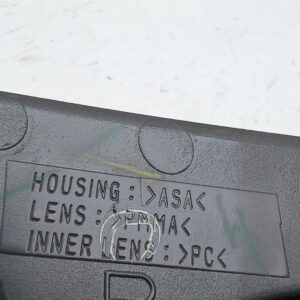 HOUSING : >ASA<
LENS : >PMMA<
INNER LENS : >PC<